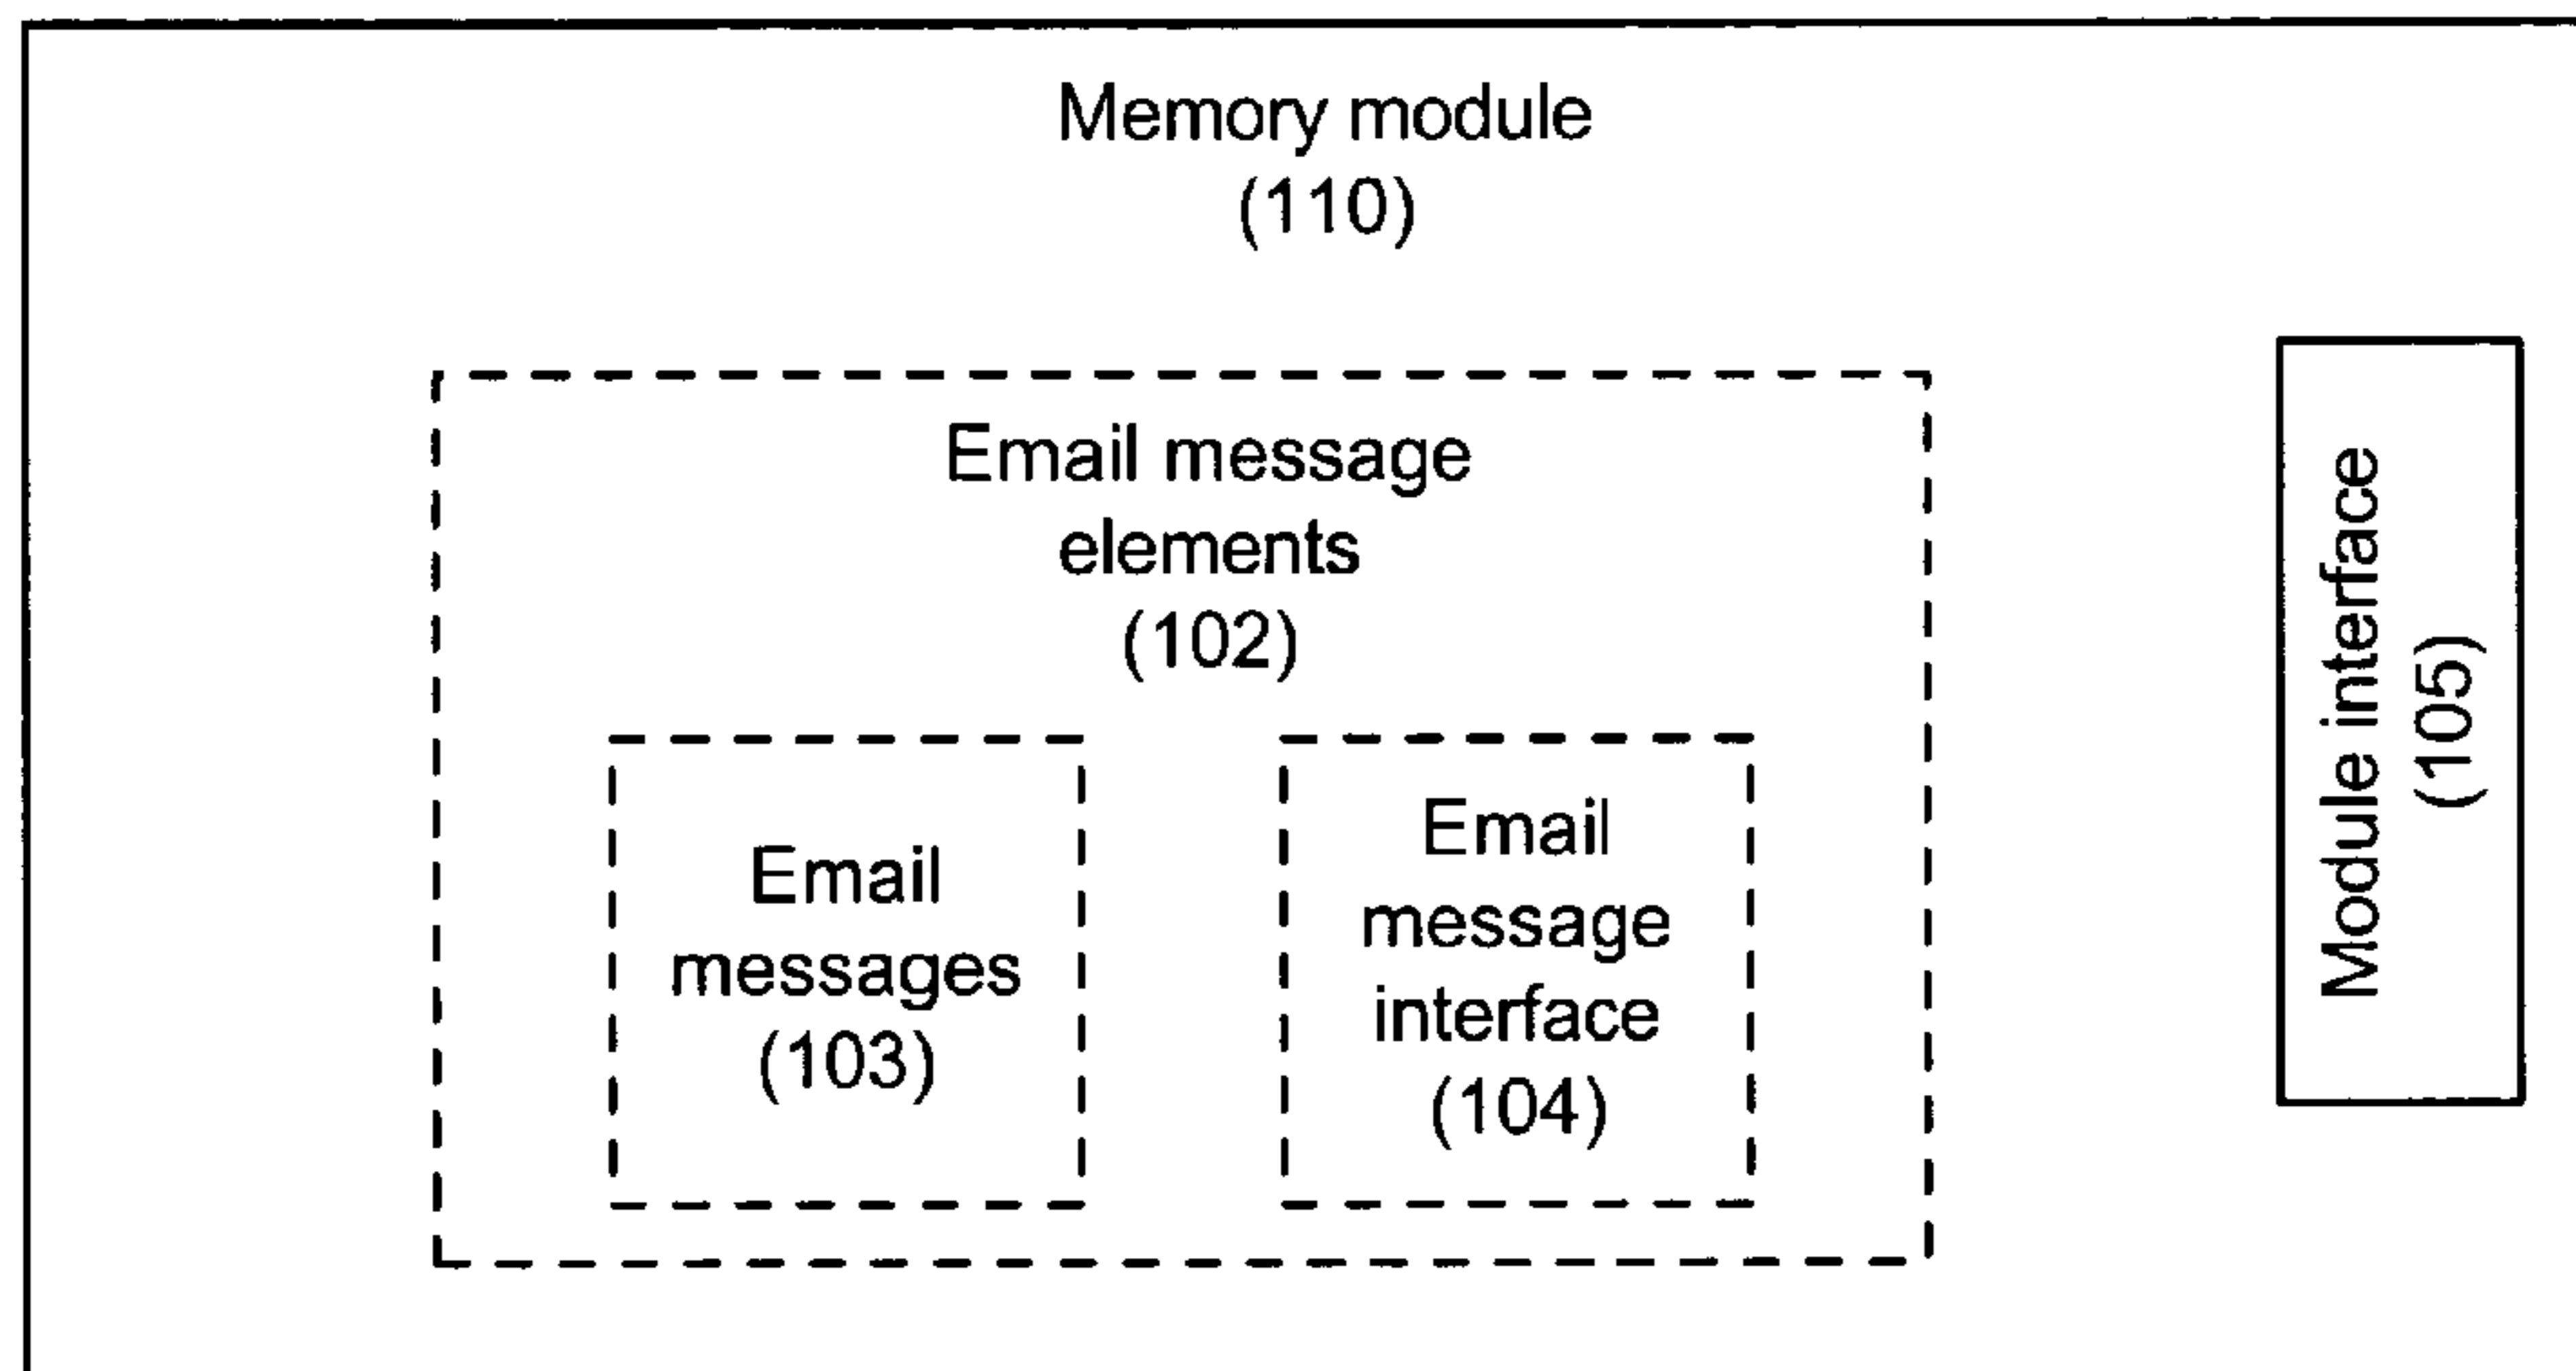 Memory module
(110)
Email message
elements
(102)
Email
messages
(103)
Email
message
interface
(104)
Module interface
(105)